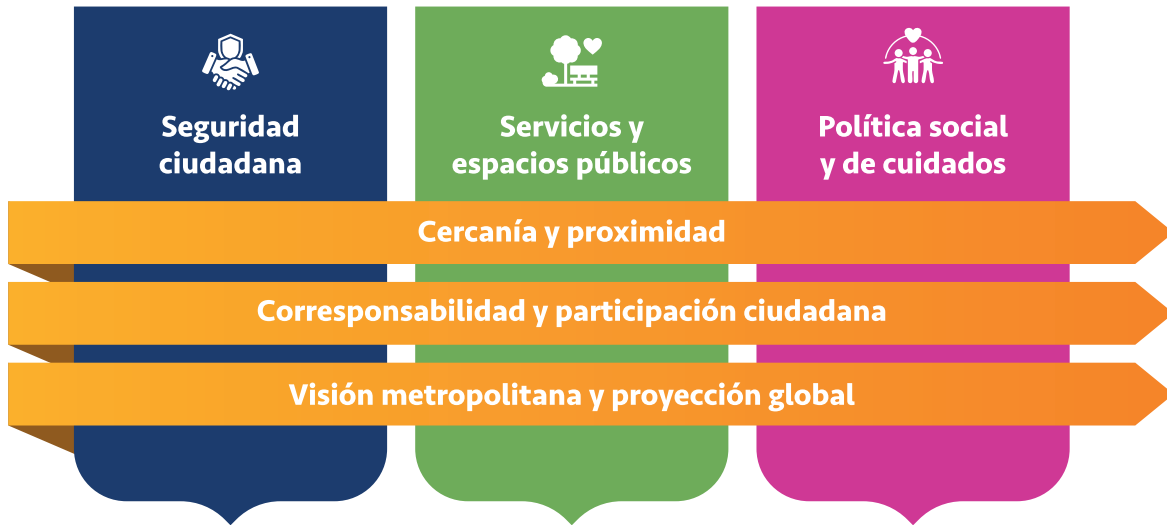 Seguridad
ciudadana
Servicios y
espacios públicos
Política social
y de cuidados
Cercanía y proximidad
Corresponsabilidad y participación ciudadana
Visión metropolitana y proyección global